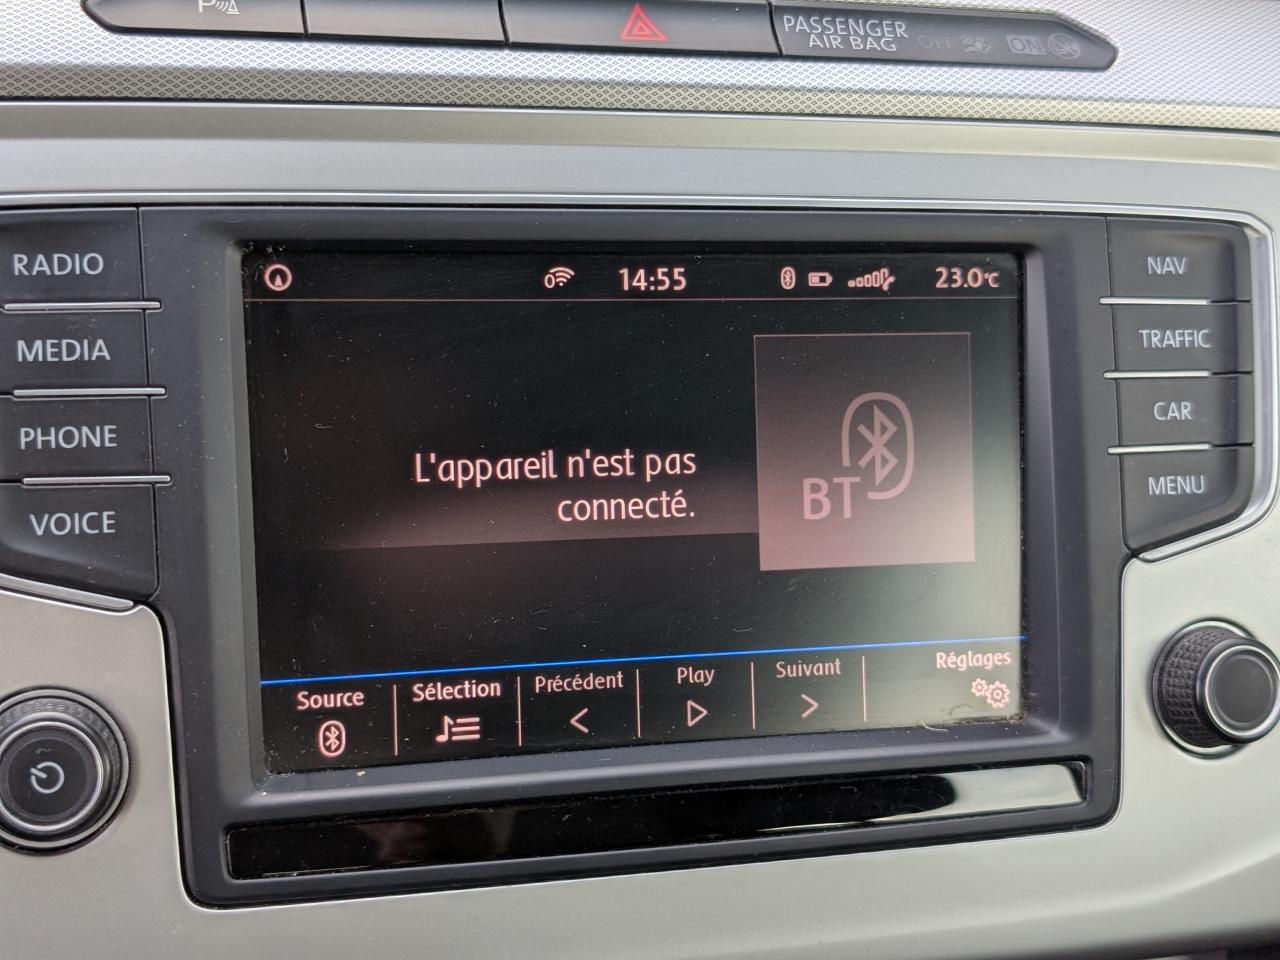 P
PASSENGER
AIR BAG
OFF
ON
RADIO
MEDIA
PHONE
VOICE
0
14:55
23.0°C
L'appareil n'est pas
connecté.
BT
Source
Sélection
Précédent
Play
Suivant
Réglages
NAV
TRAFFIC
CAR
MENU